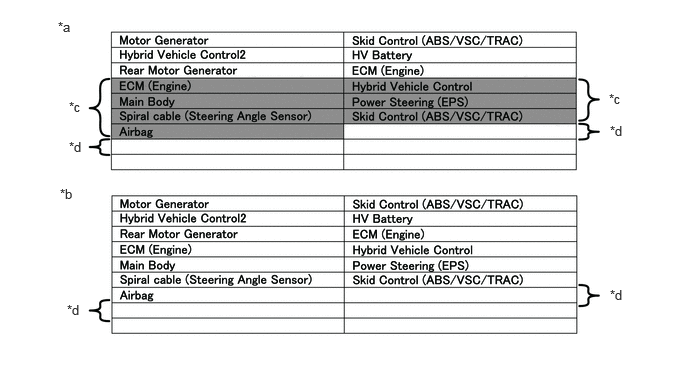 *a
Motor Generator Skid Control (ABS/VSC/TRAC)
Hybrid Vehicle Control2 HV Battery
Rear Motor Generator ECM (Engine)
ECM (Engine) Hybrid Vehicle Control
*c Main Body Power Steering (EPS) *c
Spiral cable (Steering Angle Sensor) Skid Control (ABS/VSC/TRAC)
Airbag *d
*d
*b
Motor Generator Skid Control (ABS/VSC/TRAC)
Hybrid Vehicle Control2 HV Battery
Rear Motor Generator ECM (Engine)
ECM (Engine) Hybrid Vehicle Control
Main Body Power Steering (EPS)
Spiral cable (Steering Angle Sensor) Skid Control (ABS/VSC/TRAC)
Airbag *d
*d